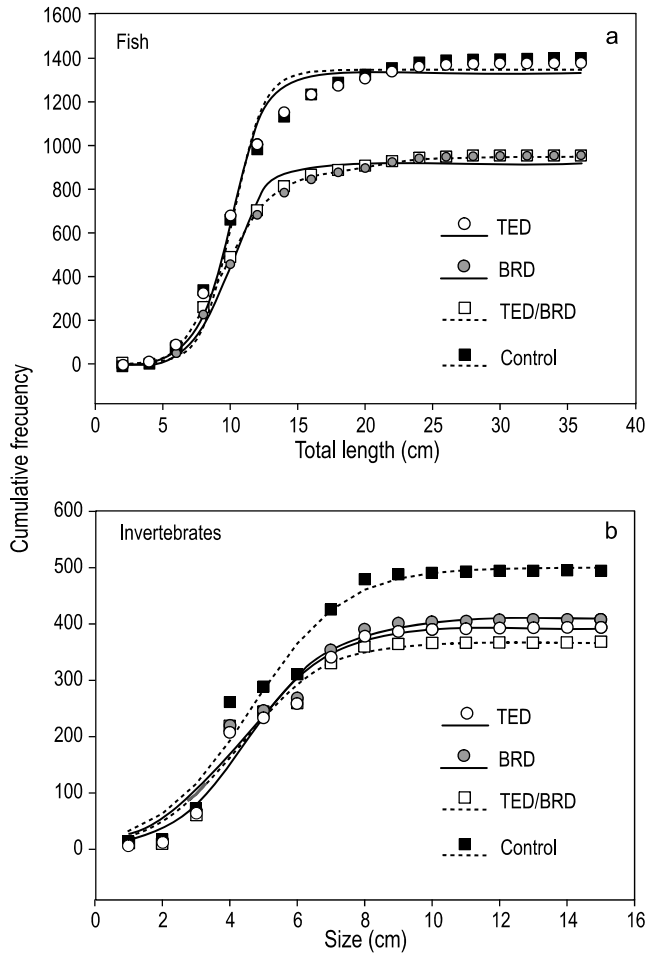 Cumulative frecuency
Fish
a
1600
1400
1200
1000
800
600
400
200
0
TED
BRD
TED/BRD
Control
0 5 10 15 20 25 30 35 40
Total length (cm)
Invertebrates
b
600
500
400
300
200
100
0
TED
BRD
TED/BRD
Control
0 2 4 6 8 10 12 14 16
Size (cm)